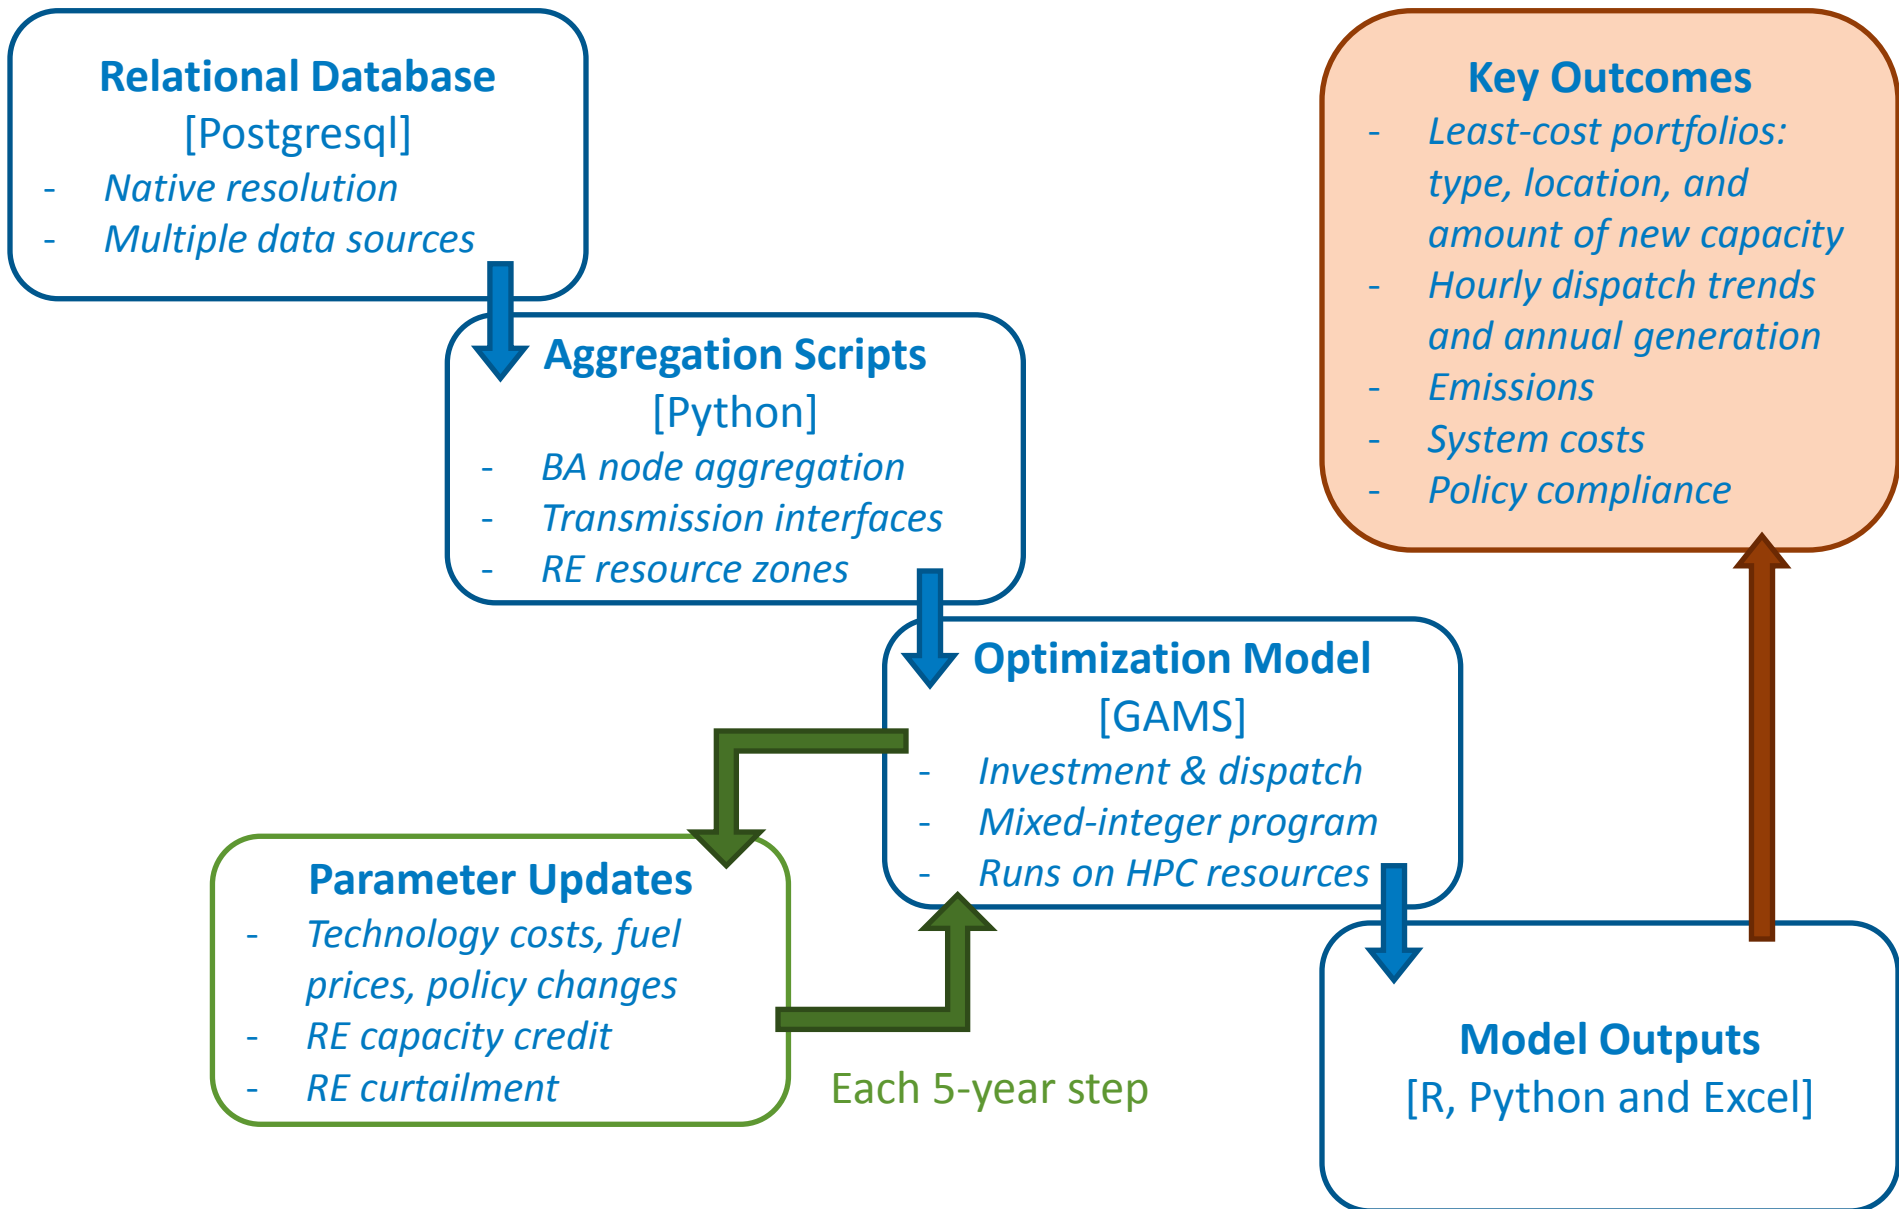 Relational Database
[Postgresql]
- Native resolution
- Multiple data sources
Aggregation Scripts
[Python]
- BA node aggregation
- Transmission interfaces
- RE resource zones
Optimization Model
[GAMS]
- Investment & dispatch
- Mixed-integer program
- Runs on HPC resources
Parameter Updates
- Technology costs, fuel
prices, policy changes
- RE capacity credit
- RE curtailment
Each 5-year step
Model Outputs
[R, Python and Excel]
Key Outcomes
- Least-cost portfolios:
type, location, and
amount of new capacity
- Hourly dispatch trends
and annual generation
- Emissions
- System costs
- Policy compliance